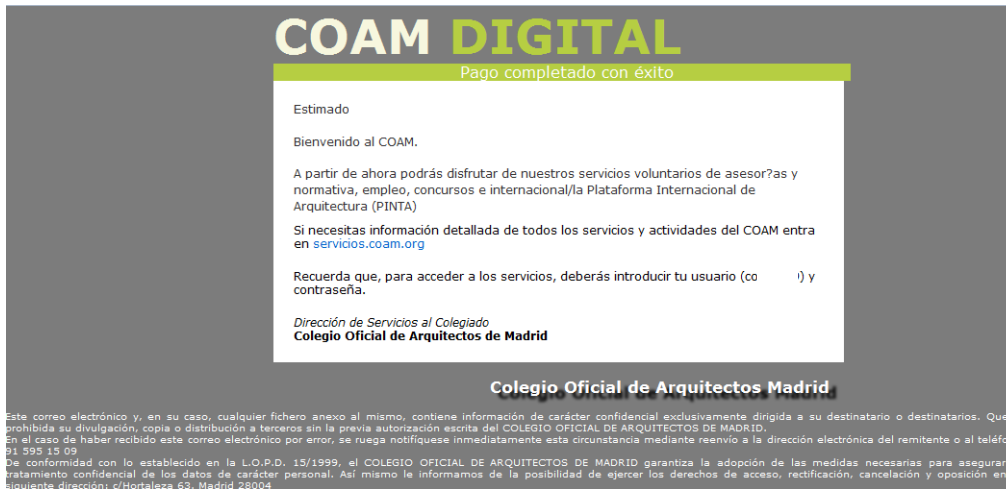 COAM DIGITAL
Pago completado con éxito
Estimado
Bienvenido al COAM.
A partir de ahora podrás disfrutar de nuestros servicios voluntarios de asesor?as y
normativa, empleo, concursos e internacional/la Plataforma Internacional de
Arquitectura (PINTA)
Si necesitas información detallada de todos los servicios y actividades del COAM entra
en servicios.coam.org
Recuerda que, para acceder a los servicios, deberás introducir tu usuario (co ) y
contraseña.
Dirección de Servicios al Colegiado
Colegio Oficial de Arquitectos de Madrid
Colegio Oficial de Arquitectos Madrid
Este correo electrónico y, en su caso, cualquier fichero anexo al mismo, contiene información de carácter confidencial exclusivamente dirigida a su destinatario o destinatarios. Que
prohibida su divulgación, copia o distribución a terceros sin la previa autorización escrita del COLEGIO OFICIAL DE ARQUITECTOS DE MADRID.
En el caso de haber recibido este correo electrónico por error, se ruega notifíquese inmediatamente esta circunstancia mediante reenvío a la dirección electrónica del remitente o al teléfo
91 595 15 09
De conformidad con lo establecido en la L.O.P.D. 15/1999, el COLEGIO OFICIAL DE ARQUITECTOS DE MADRID garantiza la adopción de las medidas necesarias para asegurar
tratamiento confidencial de los datos de carácter personal. Así mismo le informamos de la posibilidad de ejercer los derechos de acceso, rectificación, cancelación y oposición en
siguiente dirección: c/Hortaleza 63, Madrid 28004